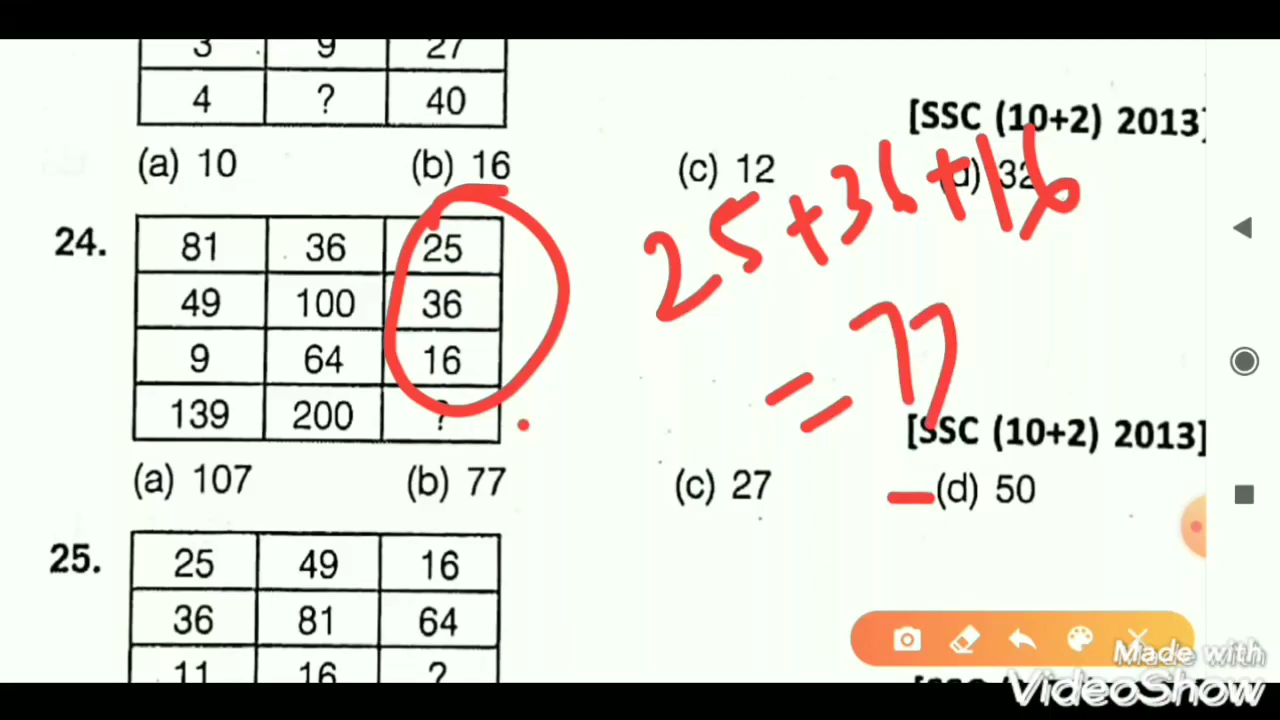 3 9 27
4 ? 40
[SSC (10+2) 2013]
(a) 10 (b) 16 (c) 12 (d) 32
25+36+16
= 77
24.
81 36 25
49 100 36
9 64 16
139 200 ?
[SSC (10+2) 2013]
(a) 107 (b) 77 (c) 27 (d) 50
25.
25 49 16
36 81 64
11 16 ?
Made with
VideoShow